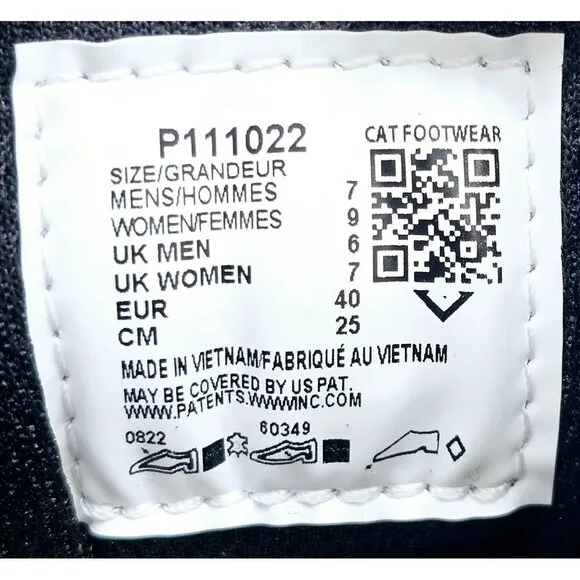 P111022
CAT FOOTWEAR
SIZE/GRANDEUR
MENS/HOMMES 7
WOMEN/FEMMES 9
UK MEN 6
UK WOMEN 7
EUR 40
CM 25
MADE IN VIETNAM/FABRIQUÉ AU VIETNAM
MAY BE COVERED BY US PAT.
WWW.PATENTS.WWWINC.COM
0822 60349